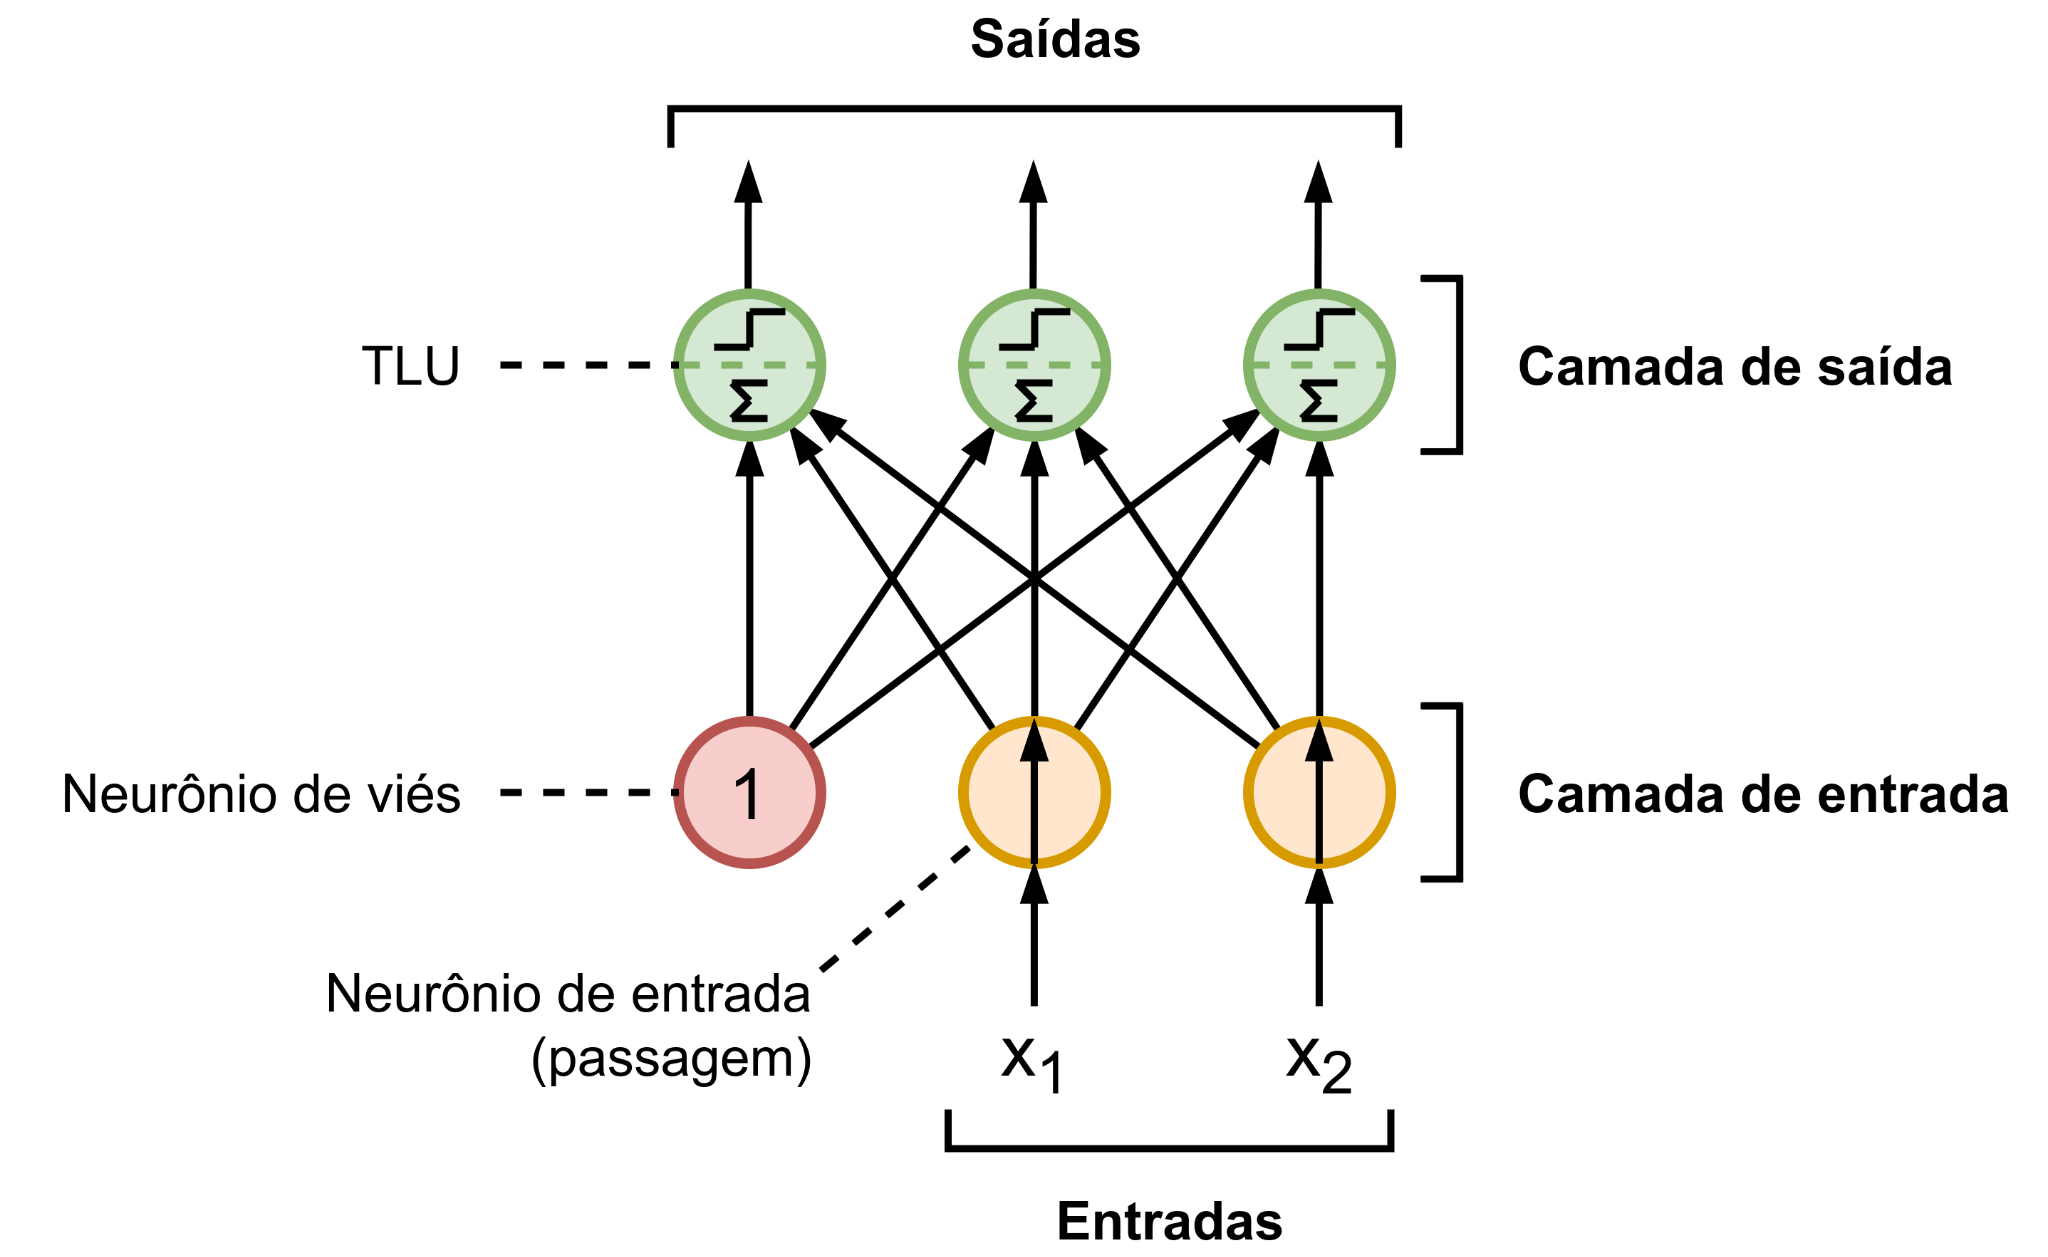 Saídas
TLU
Σ
Σ
Σ
Camada de saída
Neurônio de viés
1
Camada de entrada
Neurônio de entrada
(passagem)
x₁
x₂
Entradas